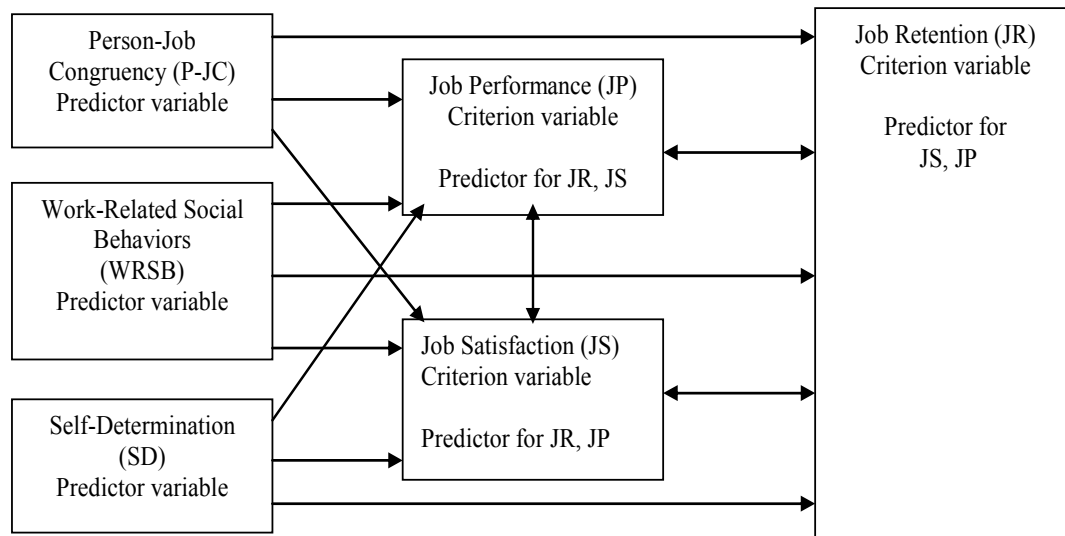 Person-Job
Congruency (P-JC)
Predictor variable
Work-Related Social
Behaviors
(WRSB)
Predictor variable
Self-Determination
(SD)
Predictor variable
Job Performance (JP)
Criterion variable
Predictor for JR, JS
Job Satisfaction (JS)
Criterion variable
Predictor for JR, JP
Job Retention (JR)
Criterion variable
Predictor for
JS, JP